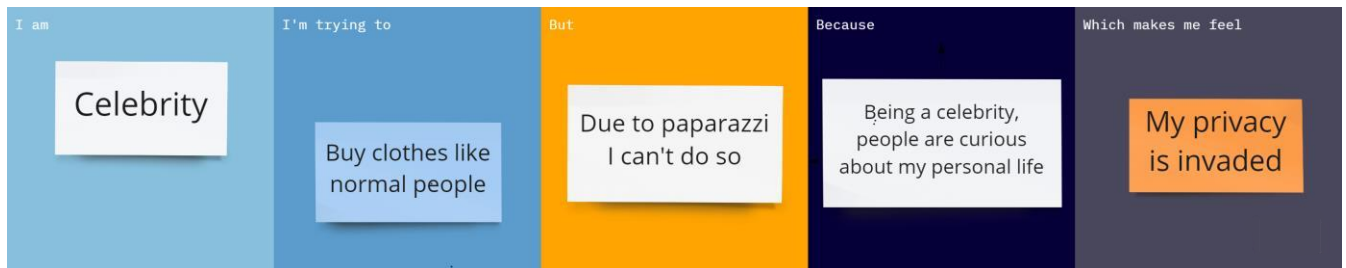 I am
Celebrity
I'm trying to
Buy clothes like
normal people
But
Due to paparazzi
I can't do so
Because
Being a celebrity,
people are curious
about my personal life
Which makes me feel
My privacy
is invaded